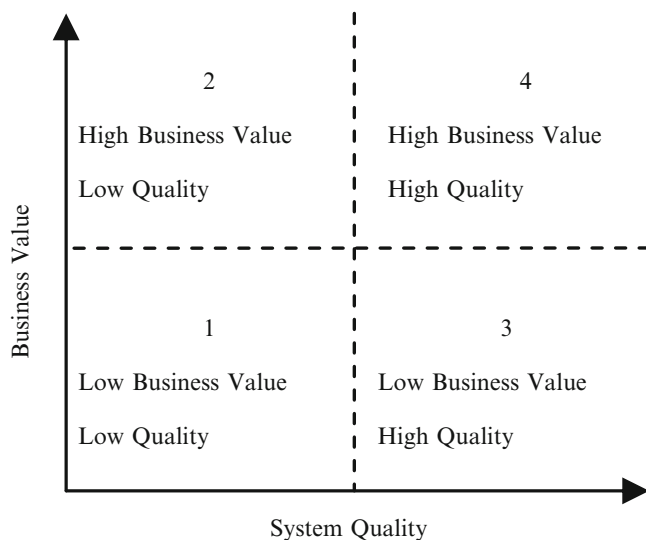 2
High Business Value
Low Quality
4
High Business Value
High Quality
Business Value
1
Low Business Value
Low Quality
3
Low Business Value
High Quality
System Quality